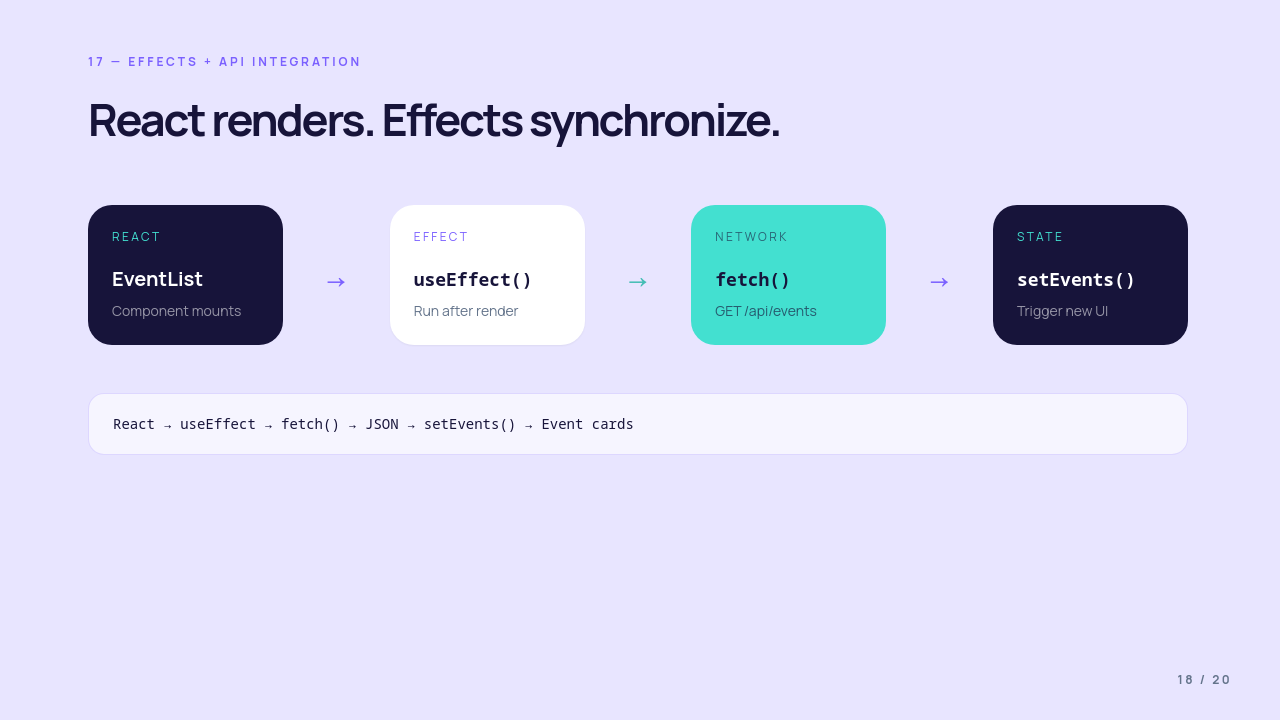 17 — EFFECTS + API INTEGRATION
React renders. Effects synchronize.
REACT
EventList
Component mounts
→
EFFECT
useEffect()
Run after render
→
NETWORK
fetch()
GET /api/events
→
STATE
setEvents()
Trigger new UI
React → useEffect → fetch() → JSON → setEvents() → Event cards
18 / 20